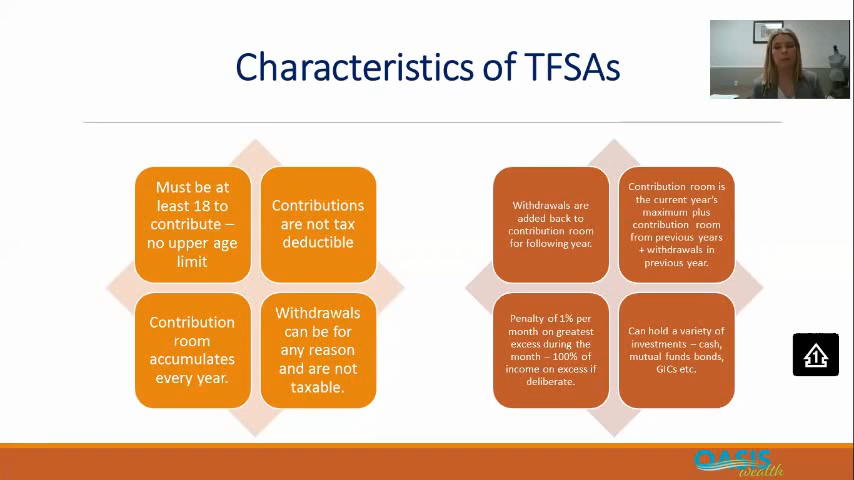 Characteristics of TFSAs
Must be at
least 18 to
contribute –
no upper age
limit
Contributions
are not tax
deductible
Contribution
room
accumulates
every year.
Withdrawals
can be for
any reason
and are not
taxable.
Withdrawals are
added back to
contribution room
for following year.
Contribution room is
the current year's
maximum plus
contribution room
from previous years
+ withdrawals in
previous year.
Penalty of 1% per
month on greatest
excess during the
month – 100% of
income on excess if
deliberate.
Can hold a variety of
investments – cash,
mutual funds bonds,
GICs etc.
1
OASIS
wealth